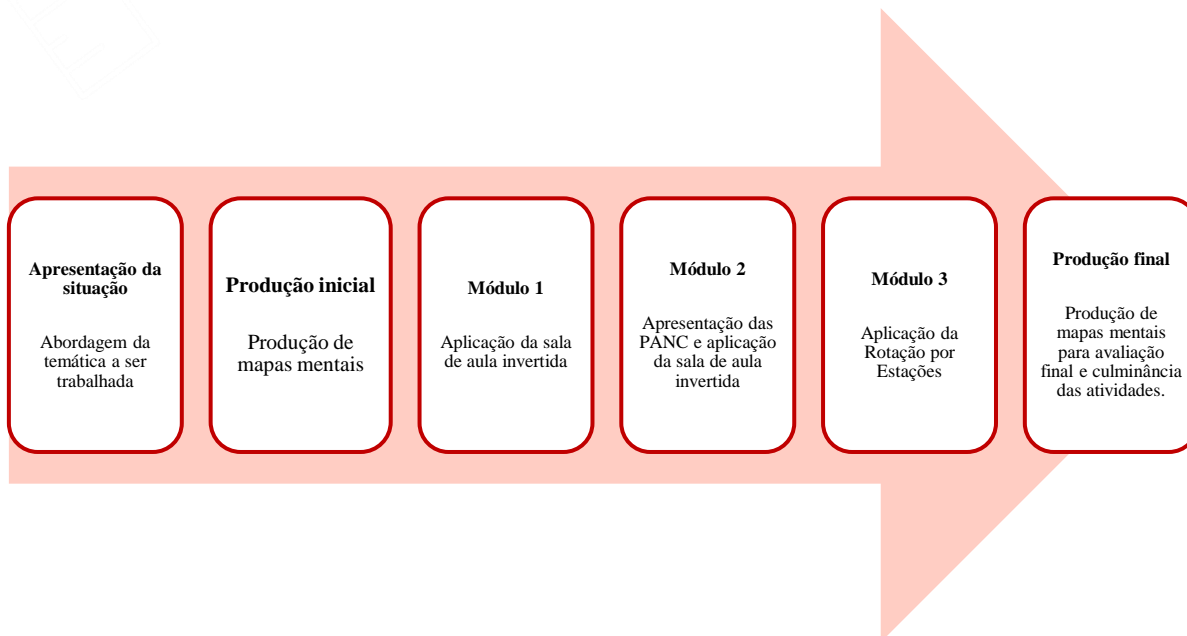 Apresentação da
situação
Abordagem da
temática a ser
trabalhada
Produção inicial
Produção de
mapas mentais
Módulo 1
Aplicação da sala
de aula invertida
Módulo 2
Apresentação das
PANC e aplicação
da sala de aula
invertida
Módulo 3
Aplicação da
Rotação por
Estações
Produção final
Produção de
mapas mentais
para avaliação
final e culminância
das atividades.